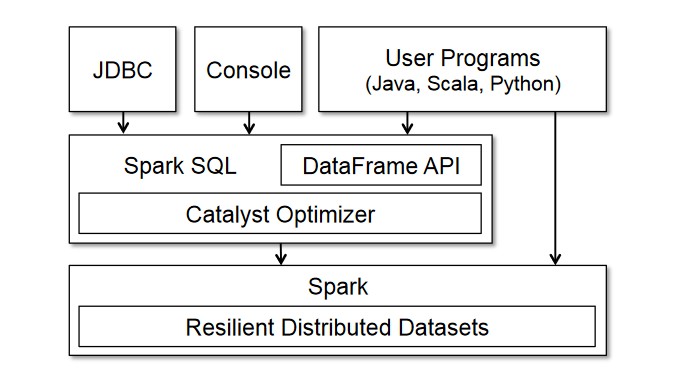 JDBC
Console
User Programs
(Java, Scala, Python)
Spark SQL
DataFrame API
Catalyst Optimizer
Spark
Resilient Distributed Datasets